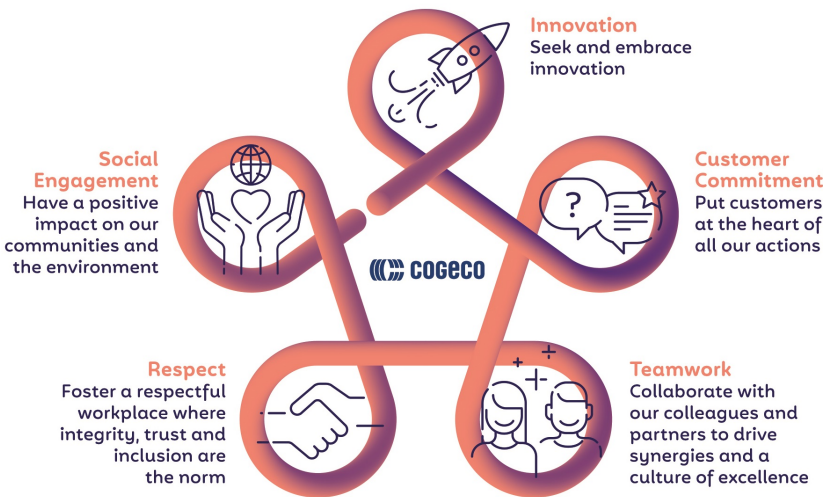 Innovation
Seek and embrace
innovation
Social
Engagement
Have a positive
impact on our
communities and
the environment
Customer
Commitment
Put customers
at the heart of
all our actions
?
cogeco
Respect
Foster a respectful
workplace where
integrity, trust and
inclusion are
the norm
Teamwork
Collaborate with
our colleagues and
partners to drive
synergies and a
culture of excellence